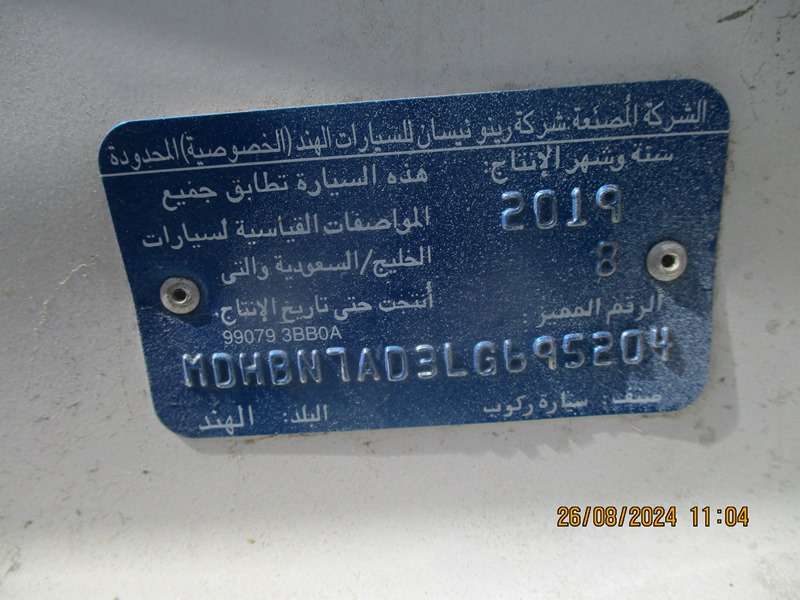 الشركة المُصنعة: شركة رينو نيسان للسيارات الهند (الخصوصية) المحدودة
سنة وشهر الإنتاج:
2019
8
هذه السيارة تطابق جميع
المواصفات القياسية لسيارات
الخليج/السعودية والتى
أنتجت حتى تاريخ الإنتاج.
99079 3BB0A
الرقم المميز:
MDHBN7AD3LG695204
صنف: سيارة ركوب
البلد: الهند
26/08/2024 11:04